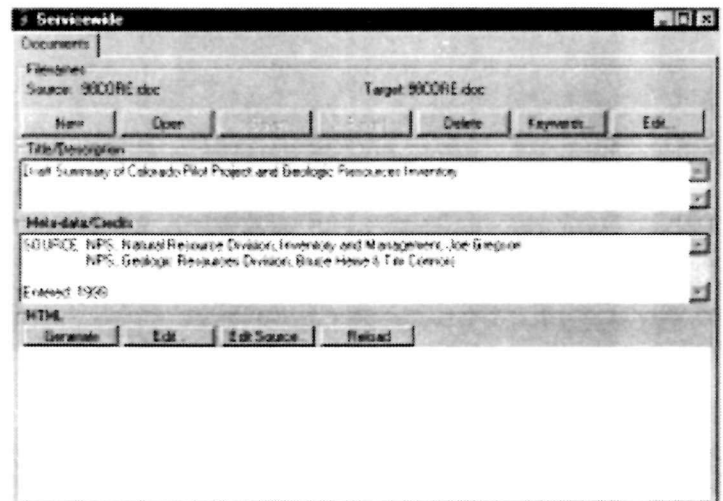 Servicewide
Documents
Filenames
Source: 98CORE.doc Target: 98CORE.doc
New Open Delete Keywords... Edit...
Title/Description
Draft Summary of Colorado Pilot Project and Geologic Resources Inventory
Meta-data/Credits
SOURCE: NPS, Natural Resource Division, Inventory and Management, Joe Gregson
NPS, Geologic Resources Division, Bruce Heise & Tim Connors
Entered: 1998
HTML
Generate Edit... Edit Source... Reload